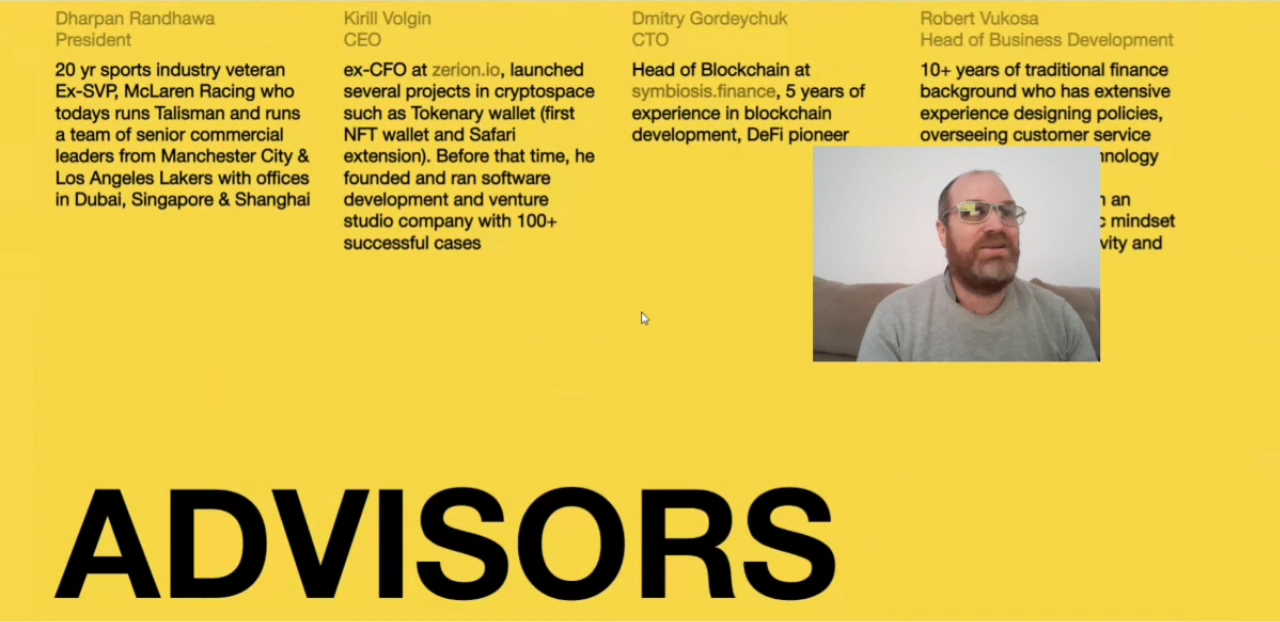 Dharpan Randhawa
President
20 yr sports industry veteran
Ex-SVP, McLaren Racing who
todays runs Talisman and runs
a team of senior commercial
leaders from Manchester City &
Los Angeles Lakers with offices
in Dubai, Singapore & Shanghai
Kirill Volgin
CEO
ex-CFO at zerion.io, launched
several projects in cryptospace
such as Tokenary wallet (first
NFT wallet and Safari
extension). Before that time, he
founded and ran software
development and venture
studio company with 100+
successful cases
Dmitry Gordeychuk
CTO
Head of Blockchain at
symbiosis.finance, 5 years of
experience in blockchain
development, DeFi pioneer
Robert Vukosa
Head of Business Development
10+ years of traditional finance
background who has extensive
experience designing policies,
overseeing customer service
an
mindset
and
ADVISORS